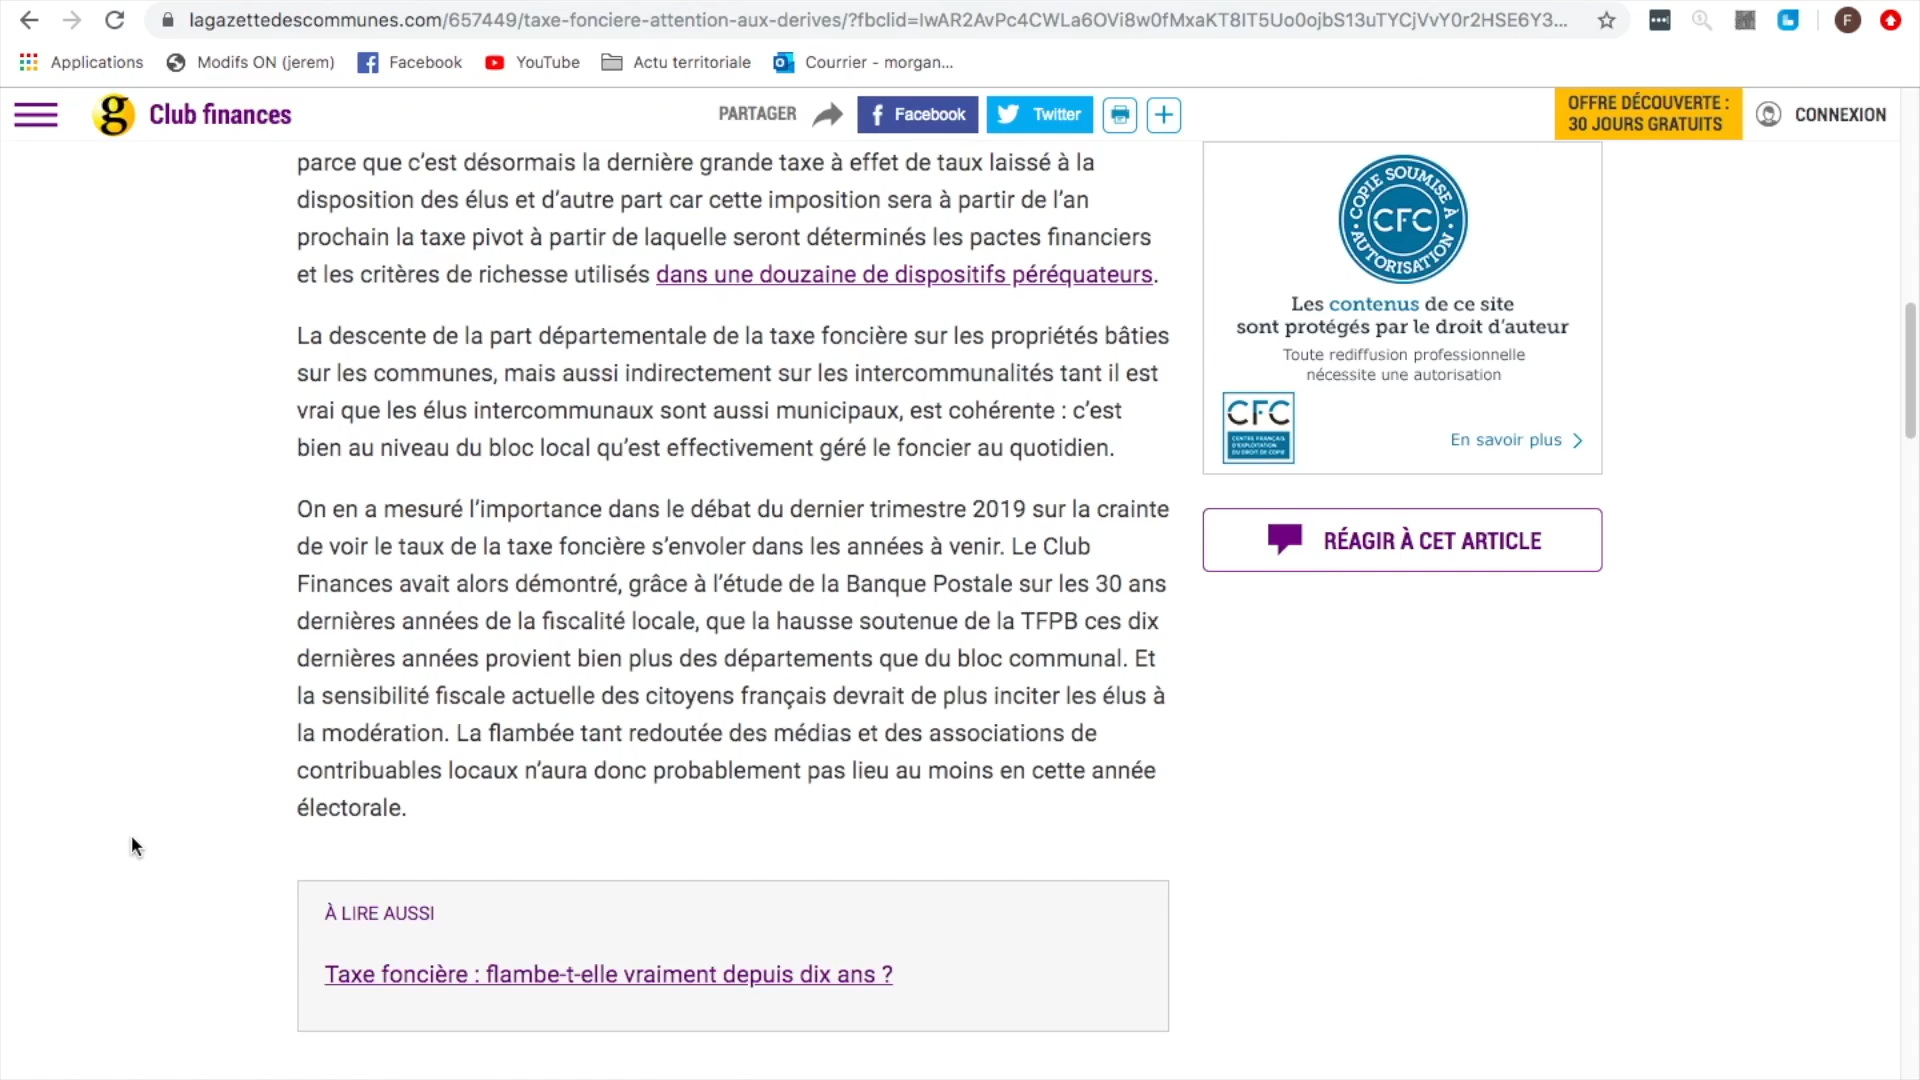 lagazettedescommunes.com/657449/taxe-fonciere-attention-aux-derives/?fbclid=IwAR2AvPc4CWLa6OVi8w0fMxaKT8IT5Uo0ojbS13uTYCjVvY0r2HSE6Y3...
F
Applications
Modifs ON (jerem)
Facebook
YouTube
Actu territoriale
Courrier - morgan...
g
Club finances
PARTAGER
Facebook
Twitter
OFFRE DÉCOUVERTE :
30 JOURS GRATUITS
CONNEXION
parce que c’est désormais la dernière grande taxe à effet de taux laissé à la
disposition des élus et d’autre part car cette imposition sera à partir de l’an
prochain la taxe pivot à partir de laquelle seront déterminés les pactes financiers
et les critères de richesse utilisés dans une douzaine de dispositifs péréquateurs.
La descente de la part départementale de la taxe foncière sur les propriétés bâties
sur les communes, mais aussi indirectement sur les intercommunalités tant il est
vrai que les élus intercommunaux sont aussi municipaux, est cohérente : c’est
bien au niveau du bloc local qu’est effectivement géré le foncier au quotidien.
On en a mesuré l’importance dans le débat du dernier trimestre 2019 sur la crainte
de voir le taux de la taxe foncière s’envoler dans les années à venir. Le Club
Finances avait alors démontré, grâce à l’étude de la Banque Postale sur les 30 ans
dernières années de la fiscalité locale, que la hausse soutenue de la TFPB ces dix
dernières années provient bien plus des départements que du bloc communal. Et
la sensibilité fiscale actuelle des citoyens français devrait de plus inciter les élus à
la modération. La flambée tant redoutée des médias et des associations de
contribuables locaux n’aura donc probablement pas lieu au moins en cette année
électorale.
À LIRE AUSSI
Taxe foncière : flambe-t-elle vraiment depuis dix ans ?
COPIE SOUMISE À
CFC
AUTORISATION
Les contenus de ce site
sont protégés par le droit d’auteur
Toute rediffusion professionnelle
nécessite une autorisation
CFC
CENTRE FRANÇAIS
D’EXPLOITATION
DU DROIT DE COPIE
En savoir plus
RÉAGIR À CET ARTICLE